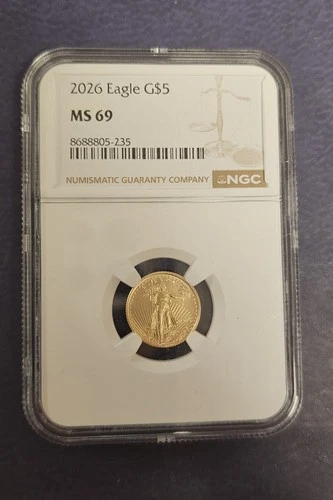 2026 Eagle G$5
MS 69
8688805-235
NUMISMATIC GUARANTY COMPANY NGC